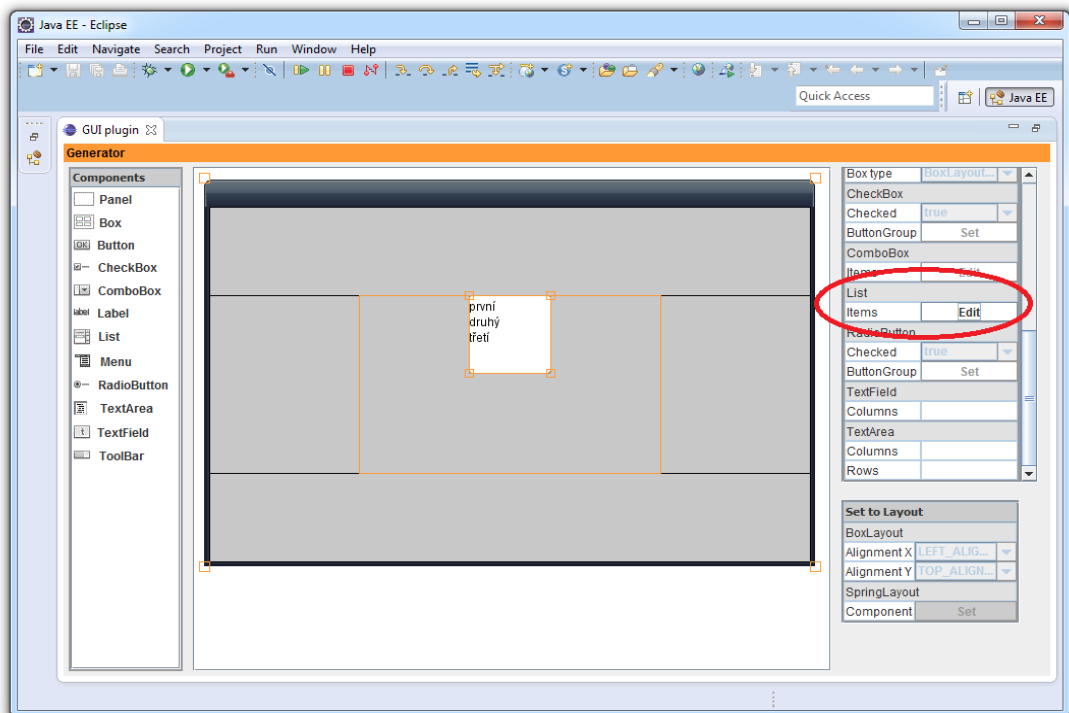 Java EE - Eclipse
File Edit Navigate Search Project Run Window Help
Quick Access
Java EE
GUI plugin
Generator
Components
Panel
Box
OK Button
CheckBox
ComboBox
label Label
List
Menu
RadioButton
TextArea
t TextField
ToolBar
první
druhý
třetí
Box type BoxLayout...
CheckBox
Checked true
ButtonGroup Set
ComboBox
Items Edit
List
Items Edit
RadioButton
Checked true
ButtonGroup Set
TextField
Columns
TextArea
Columns
Rows
Set to Layout
BoxLayout
Alignment X LEFT_ALIG...
Alignment Y TOP_ALIGN...
SpringLayout
Component Set